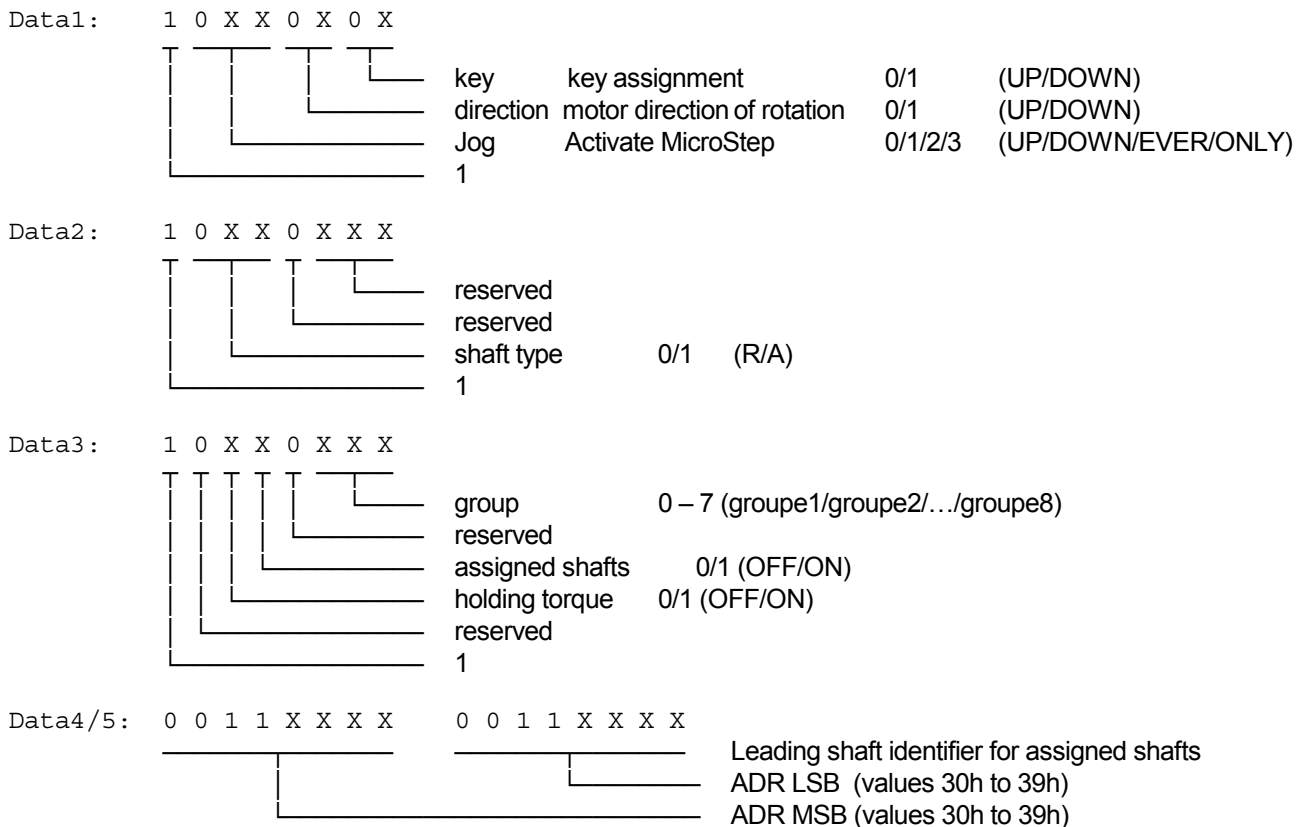 Data1: 1 0 X X 0 X 0 X
key key assignment 0/1 (UP/DOWN)
direction motor direction of rotation 0/1 (UP/DOWN)
Jog Activate MicroStep 0/1/2/3 (UP/DOWN/EVER/ONLY)
1
Data2: 1 0 X X 0 X X X
reserved
reserved
shaft type 0/1 (R/A)
1
Data3: 1 0 X X 0 X X X
group 0 – 7 (groupe1/groupe2/…/groupe8)
reserved
assigned shafts 0/1 (OFF/ON)
holding torque 0/1 (OFF/ON)
reserved
1
Data4/5: 0 0 1 1 X X X X 0 0 1 1 X X X X
Leading shaft identifier for assigned shafts
ADR LSB (values 30h to 39h)
ADR MSB (values 30h to 39h)